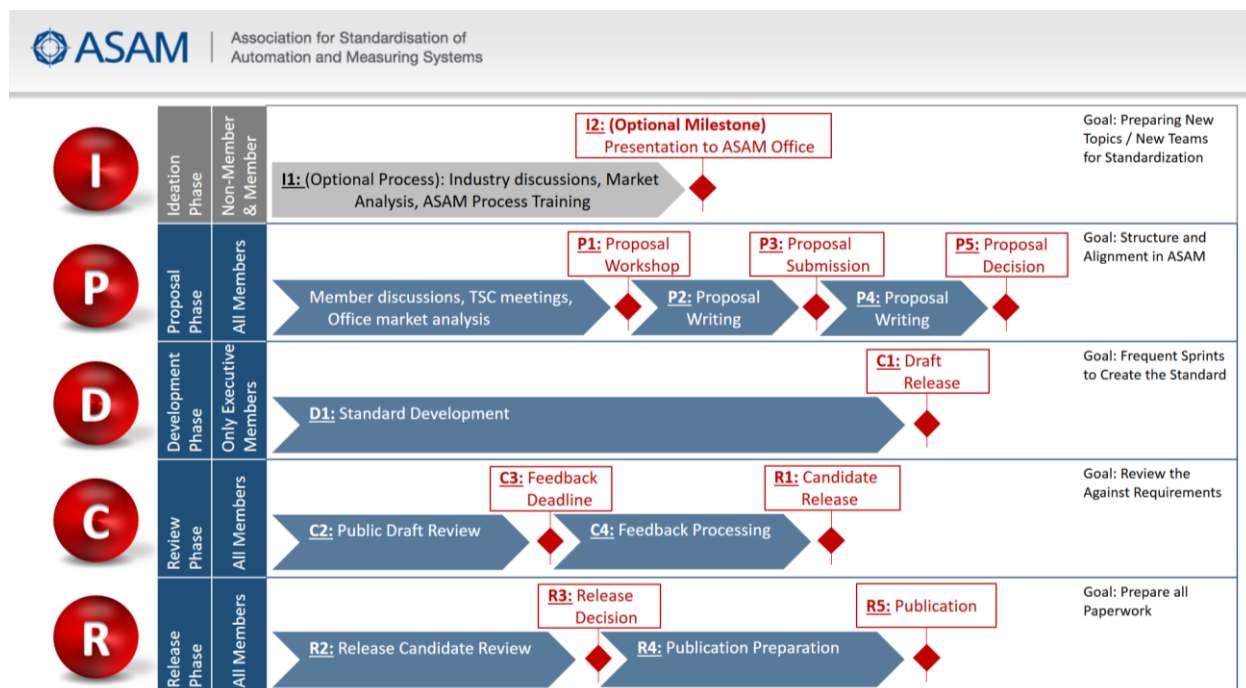 ASAM
Association for Standardisation of
Automation and Measuring Systems
I
Ideation
Phase
Non-Member
& Member
I1: (Optional Process): Industry discussions, Market
Analysis, ASAM Process Training
I2: (Optional Milestone)
Presentation to ASAM Office
Goal: Preparing New
Topics / New Teams
for Standardization
P
Proposal
Phase
All Members
Member discussions, TSC meetings,
Office market analysis
P1: Proposal
Workshop
P2: Proposal
Writing
P3: Proposal
Submission
P4: Proposal
Writing
P5: Proposal
Decision
Goal: Structure and
Alignment in ASAM
D
Development
Phase
Only Executive
Members
D1: Standard Development
C1: Draft
Release
Goal: Frequent Sprints
to Create the Standard
C
Review
Phase
All Members
C2: Public Draft Review
C3: Feedback
Deadline
C4: Feedback Processing
R1: Candidate
Release
Goal: Review the
Against Requirements
R
Release
Phase
All Members
R2: Release Candidate Review
R3: Release
Decision
R4: Publication Preparation
R5: Publication
Goal: Prepare all
Paperwork